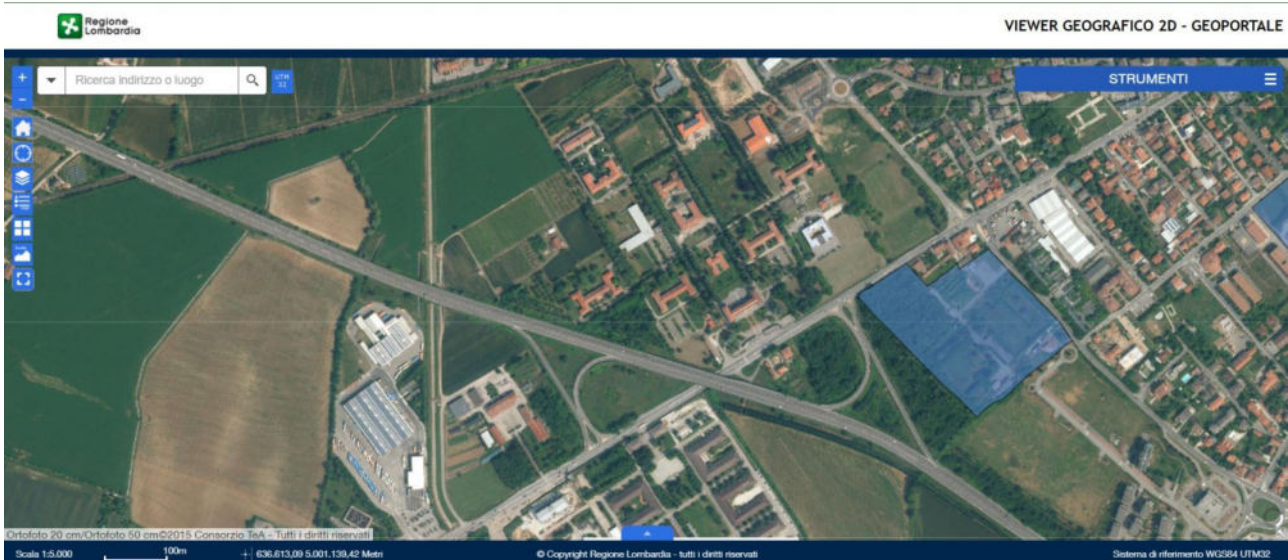 Regione
Lombardia
VIEWER GEOGRAFICO 2D - GEOPORTALE
+
Ricerca indirizzo o luogo
UTM
32
STRUMENTI
-
Ortofoto 20 cm/Ortofoto 50 cm©2015 Consorzio TeA - Tutti i diritti riservati
Scala 1:5.000
100m
636.613,09 5.001.139,42 Metri
© Copyright Regione Lombardia - tutti i diritti riservati
Sistema di riferimento WGS84 UTM32